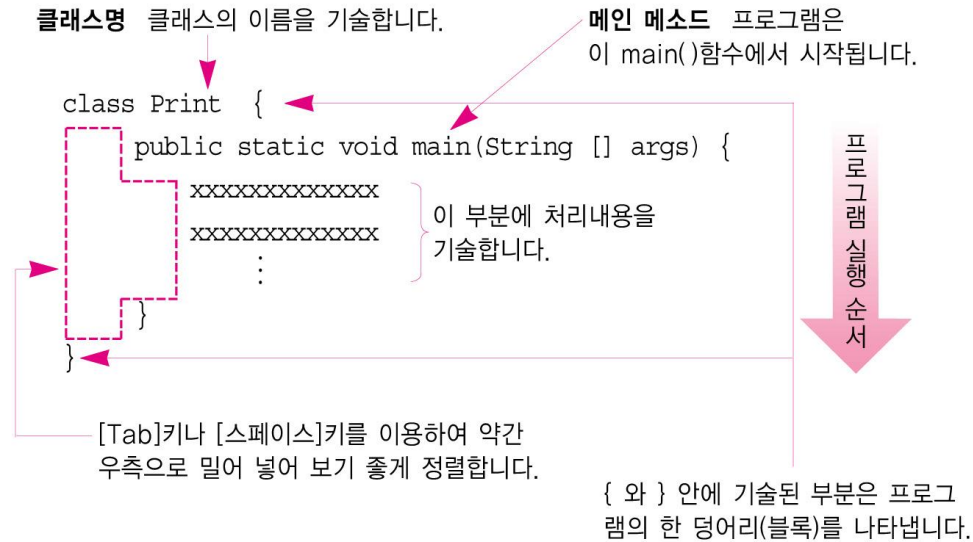 클래스명 클래스의 이름을 기술합니다.
메인 메소드 프로그램은
이 main()함수에서 시작됩니다.
class Print {
public static void main(String [] args) {
xxxxxxxxxxxxx
xxxxxxxxxxxxx
⋮
이 부분에 처리내용을
기술합니다.
}
}
프로그램 실행 순서
[Tab]키나 [스페이스]키를 이용하여 약간
우측으로 밀어 넣어 보기 좋게 정렬합니다.
{ 와 } 안에 기술된 부분은 프로그
램의 한 덩어리(블록)를 나타냅니다.